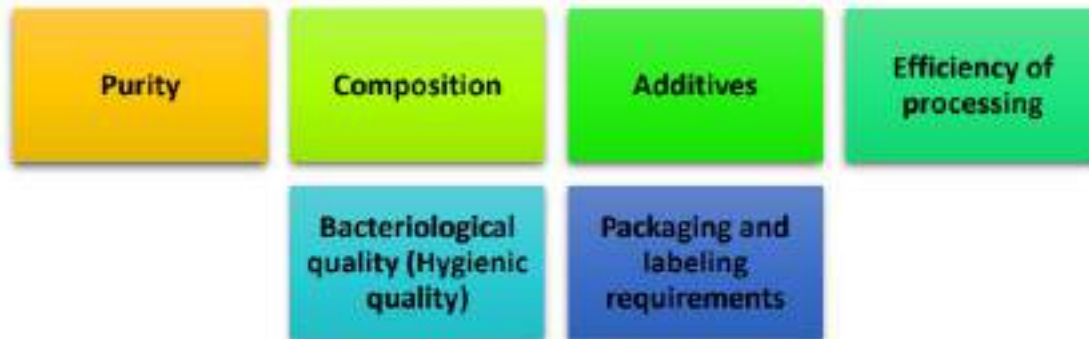 Purity
Composition
Additives
Efficiency of
processing
Bacteriological
quality (Hygienic
quality)
Packaging and
labeling
requirements